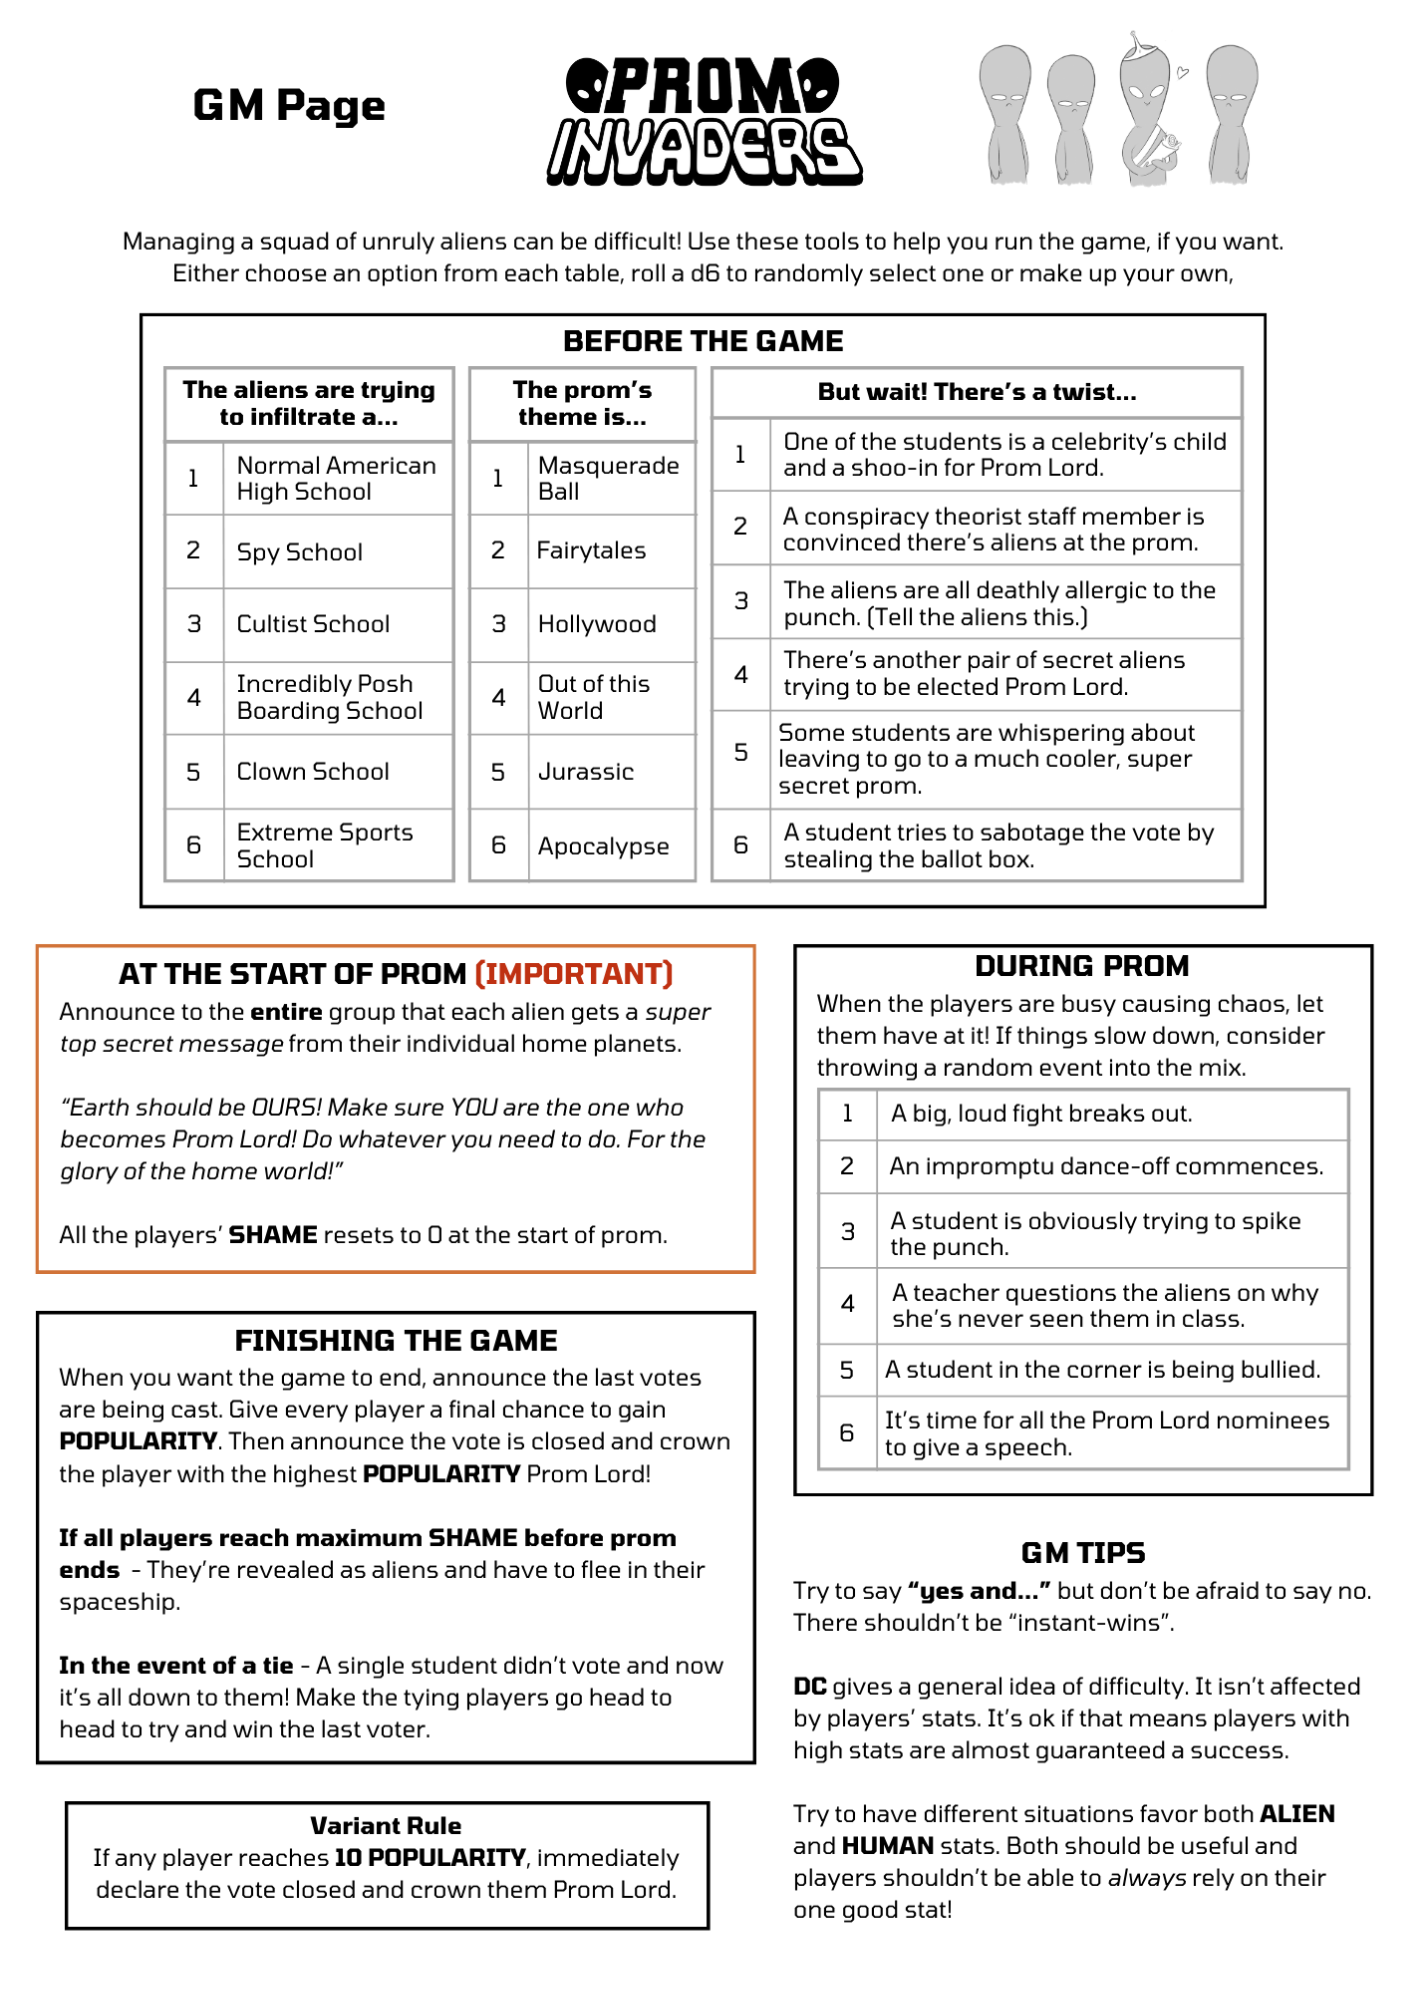 GM Page
PROM
INVADERS
Managing a squad of unruly aliens can be difficult! Use these tools to help you run the game, if you want.
Either choose an option from each table, roll a d6 to randomly select one or make up your own,
BEFORE THE GAME
The aliens are trying
to infiltrate a...
1
Normal American
High School
2
Spy School
3
Cultist School
4
Incredibly Posh
Boarding School
5
Clown School
6
Extreme Sports
School
The prom's
theme is...
1
Masquerade
Ball
2
Fairytales
3
Hollywood
4
Out of this
World
5
Jurassic
6
Apocalypse
But wait! There's a twist...
1
One of the students is a celebrity's child
and a shoo-in for Prom Lord.
2
A conspiracy theorist staff member is
convinced there's aliens at the prom.
3
The aliens are all deathly allergic to the
punch. (Tell the aliens this.)
4
There's another pair of secret aliens
trying to be elected Prom Lord.
5
Some students are whispering about
leaving to go to a much cooler, super
secret prom.
6
A student tries to sabotage the vote by
stealing the ballot box.
AT THE START OF PROM (IMPORTANT)
Announce to the entire group that each alien gets a super
top secret message from their individual home planets.
“Earth should be OURS! Make sure YOU are the one who
becomes Prom Lord! Do whatever you need to do. For the
glory of the home world!”
All the players’ SHAME resets to 0 at the start of prom.
FINISHING THE GAME
When you want the game to end, announce the last votes
are being cast. Give every player a final chance to gain
POPULARITY. Then announce the vote is closed and crown
the player with the highest POPULARITY Prom Lord!
If all players reach maximum SHAME before prom
ends - They’re revealed as aliens and have to flee in their
spaceship.
In the event of a tie - A single student didn’t vote and now
it’s all down to them! Make the tying players go head to
head to try and win the last voter.
Variant Rule
If any player reaches 10 POPULARITY, immediately
declare the vote closed and crown them Prom Lord.
DURING PROM
When the players are busy causing chaos, let
them have at it! If things slow down, consider
throwing a random event into the mix.
1
A big, loud fight breaks out.
2
An impromptu dance-off commences.
3
A student is obviously trying to spike
the punch.
4
A teacher questions the aliens on why
she’s never seen them in class.
5
A student in the corner is being bullied.
6
It’s time for all the Prom Lord nominees
to give a speech.
GM TIPS
Try to say “yes and...” but don’t be afraid to say no.
There shouldn’t be “instant-wins”.
DC gives a general idea of difficulty. It isn’t affected
by players’ stats. It’s ok if that means players with
high stats are almost guaranteed a success.
Try to have different situations favor both ALIEN
and HUMAN stats. Both should be useful and
players shouldn’t be able to always rely on their
one good stat!